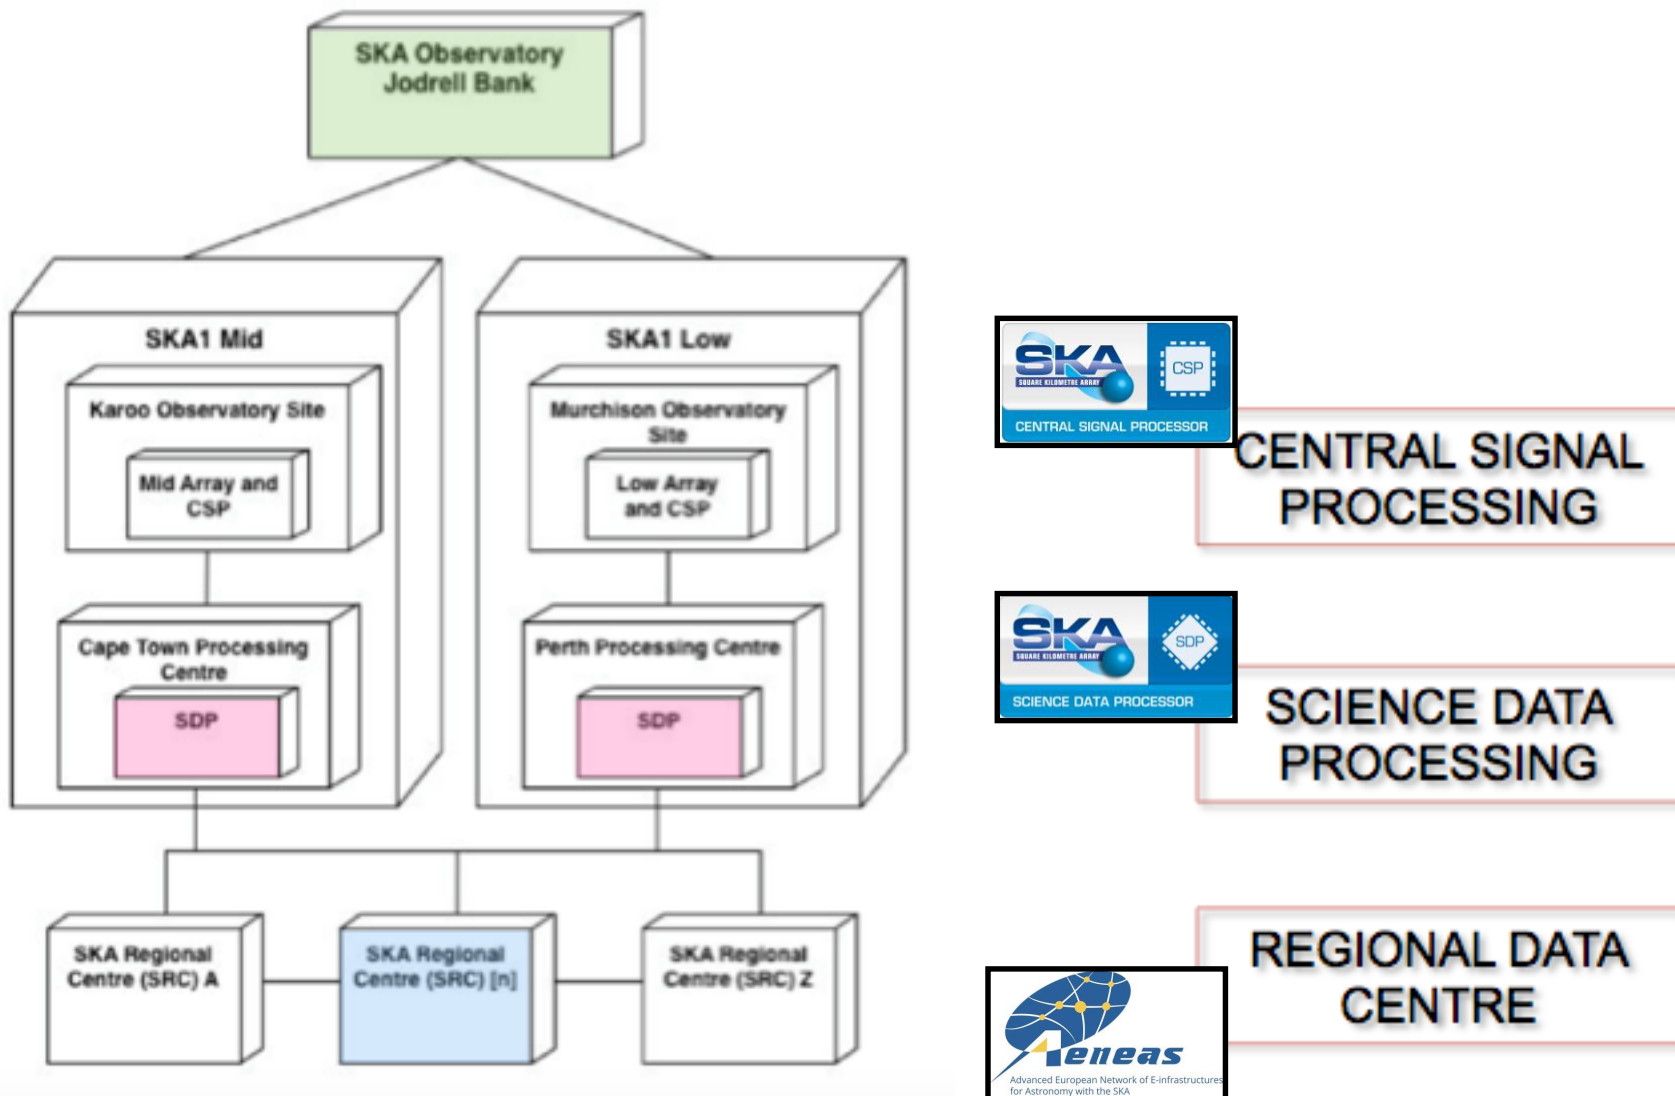 SKA Observatory
Jodrell Bank
SKA1 Mid
Karoo Observatory Site
Mid Array and
CSP
Cape Town Processing
Centre
SDP
SKA1 Low
Murchison Observatory
Site
Low Array
and CSP
Perth Processing Centre
SDP
SKA Regional
Centre (SRC) A
SKA Regional
Centre (SRC) [n]
SKA Regional
Centre (SRC) Z
SKA
SQUARE KILOMETRE ARRAY
CSP
CENTRAL SIGNAL PROCESSOR
CENTRAL SIGNAL
PROCESSING
SKA
SQUARE KILOMETRE ARRAY
SDP
SCIENCE DATA PROCESSOR
SCIENCE DATA
PROCESSING
Aeneas
Advanced European Network of E-infrastructures
for Astronomy with the SKA
REGIONAL DATA
CENTRE